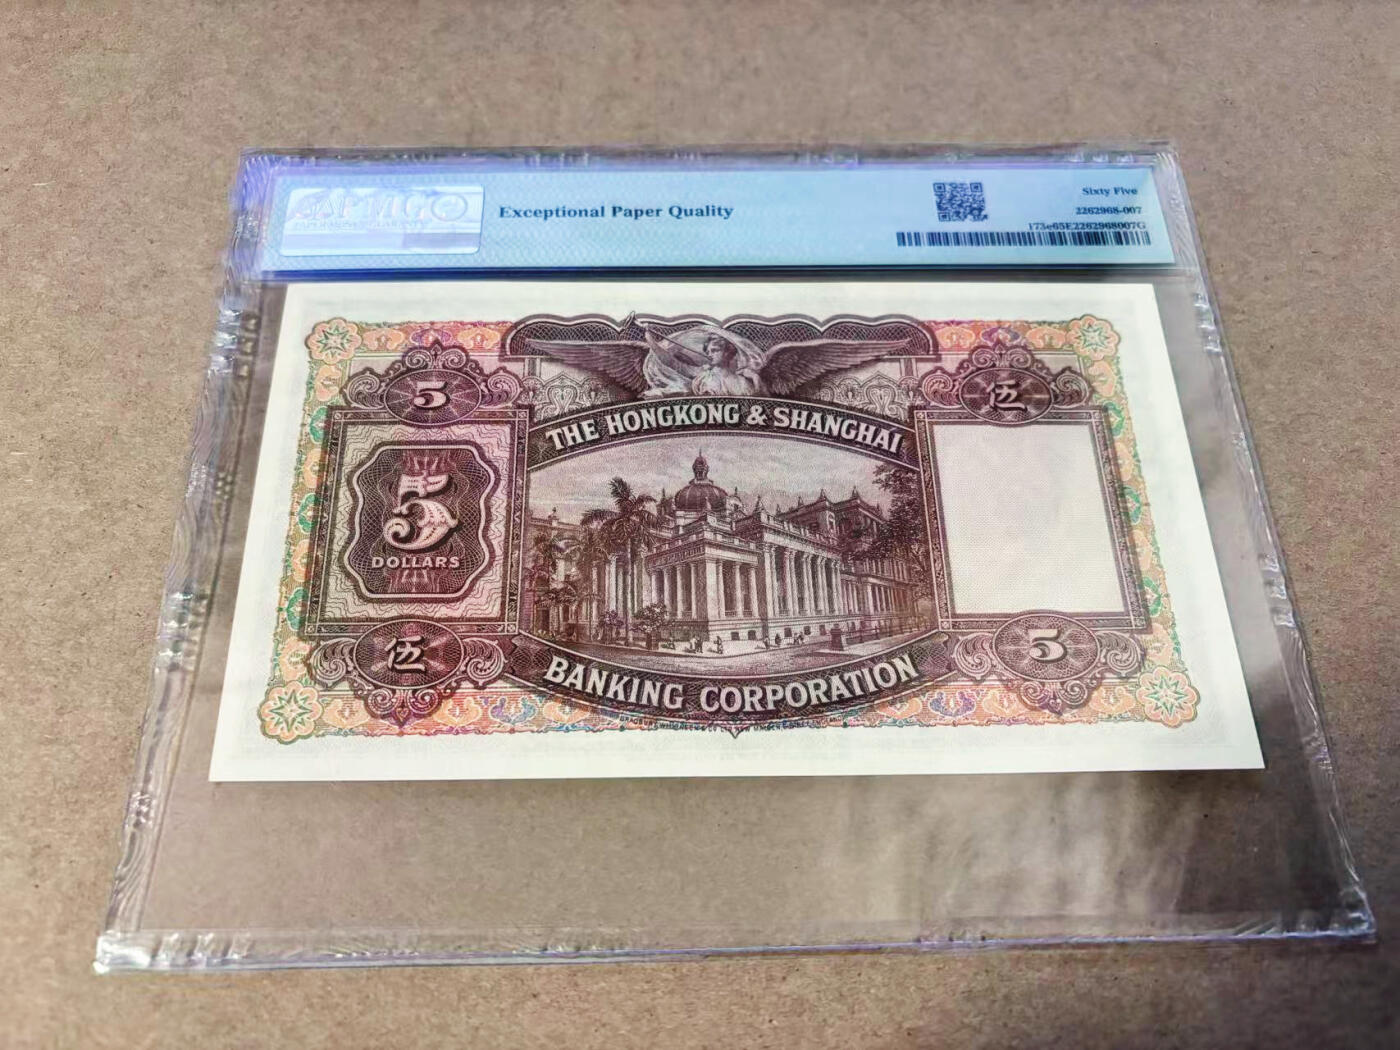 PMG
Exceptional Paper Quality
Sixty Five
2262968-007
173e65E2262968007G
5
伍
THE HONGKONG & SHANGHAI
5
DOLLARS
伍
5
BANKING CORPORATION